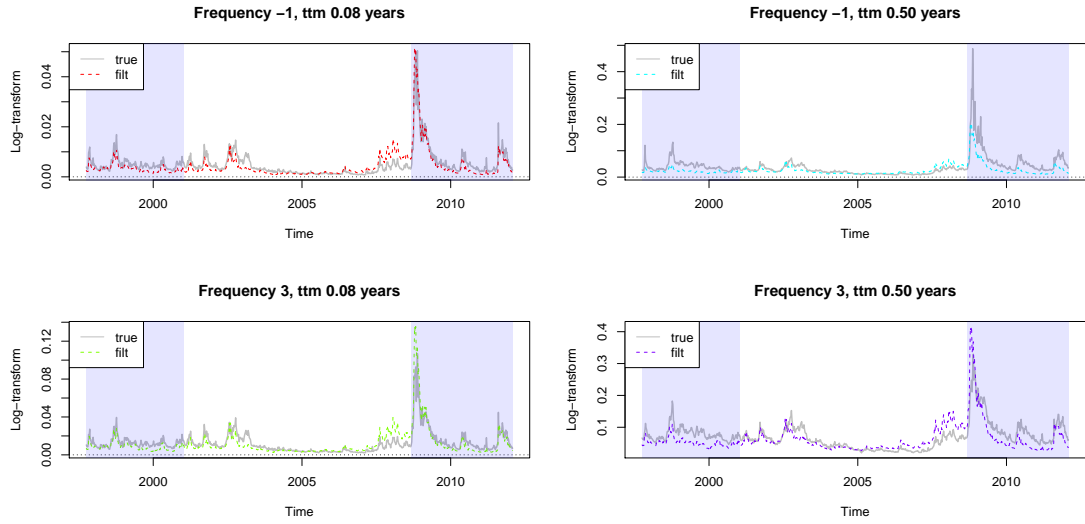 Frequency −1, ttm 0.08 years
Log−transform
0.00 0.02 0.04
true
filt
2000 2005 2010
Time
Frequency −1, ttm 0.50 years
Log−transform
0.0 0.2 0.4
true
filt
2000 2005 2010
Time
Frequency 3, ttm 0.08 years
Log−transform
0.00 0.04 0.08 0.12
true
filt
2000 2005 2010
Time
Frequency 3, ttm 0.50 years
Log−transform
0.1 0.2 0.3 0.4
true
filt
2000 2005 2010
Time